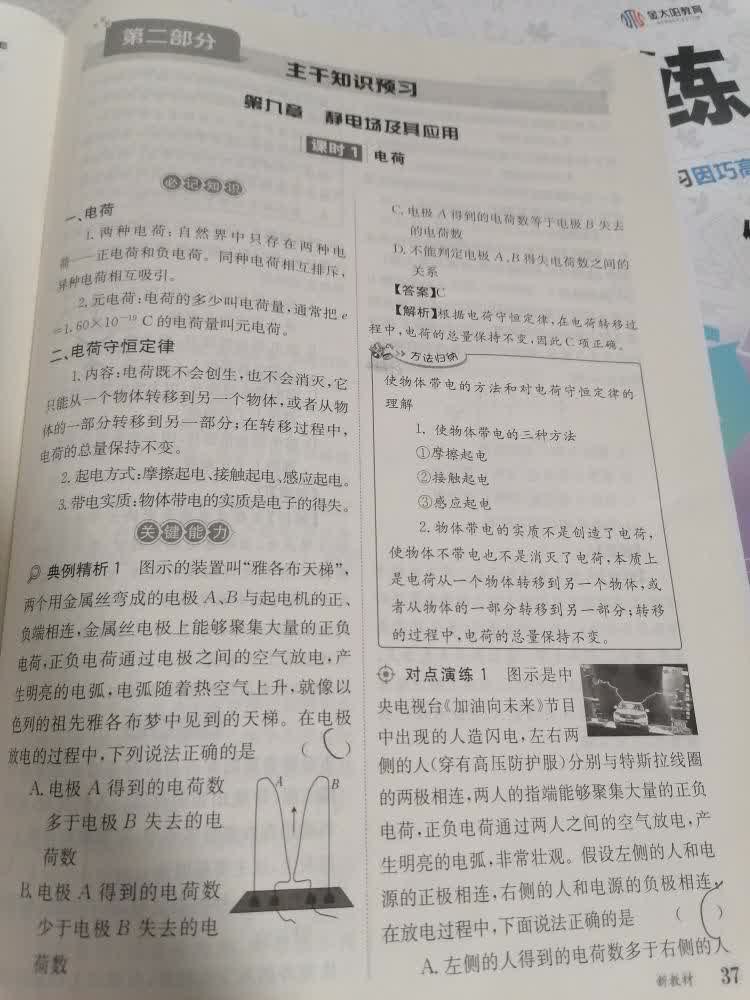 第二部分
主干知识预习
第九章 静电场及其应用
课时1 电荷
必记知识
一、电荷
1. 两种电荷：自然界中只存在两种电
荷——正电荷和负电荷。同种电荷相互排斥，
异种电荷相互吸引。
2. 元电荷：电荷的多少叫电荷量，通常把e
=1.60×10⁻¹⁹ C的电荷量叫元电荷。
二、电荷守恒定律
1. 内容：电荷既不会创生，也不会消灭，它
只能从一个物体转移到另一个物体，或者从物
体的一部分转移到另一部分；在转移过程中，
电荷的总量保持不变。
2. 起电方式：摩擦起电、接触起电、感应起电。
3. 带电实质：物体带电的实质是电子的得失。
关键能力
典例精析1 图示的装置叫“雅各布天梯”，
两个用金属丝弯成的电极A、B与起电机的正、
负端相连，金属丝电极上能够聚集大量的正负
电荷，正负电荷通过电极之间的空气放电，产
生明亮的电弧，电弧随着热空气上升，就像以
色列的祖先雅各布梦中见到的天梯。在电极
放电的过程中，下列说法正确的是 （C）
A. 电极A得到的电荷数
多于电极B失去的电
荷数
B. 电极A得到的电荷数
少于电极B失去的电
荷数
A
B
C. 电极A得到的电荷数等于电极B失去
的电荷数
D. 不能判定电极A、B得失电荷数之间的
关系
【答案】C
【解析】根据电荷守恒定律，在电荷转移过
程中，电荷的总量保持不变，因此C项正确。
方法归纳
使物体带电的方法和对电荷守恒定律的
理解
1. 使物体带电的三种方法
①摩擦起电
②接触起电
③感应起电
2. 物体带电的实质不是创造了电荷，
使物体不带电也不是消灭了电荷，本质上
是电荷从一个物体转移到另一个物体，或
者从物体的一部分转移到另一部分；转移
的过程中，电荷的总量保持不变。
对点演练1 图示是中
央电视台《加油向未来》节目
中出现的人造闪电，左右两
侧的人（穿有高压防护服）分别与特斯拉线圈
的两极相连，两人的指端能够聚集大量的正负
电荷，正负电荷通过两人之间的空气放电，产
生明亮的电弧，非常壮观。假设左侧的人和电
源的正极相连，右侧的人和电源的负极相连，
在放电过程中，下面说法正确的是 （C）
A. 左侧的人得到的电荷数多于右侧的人
新教材 37
金太阳教育
练
习因巧高